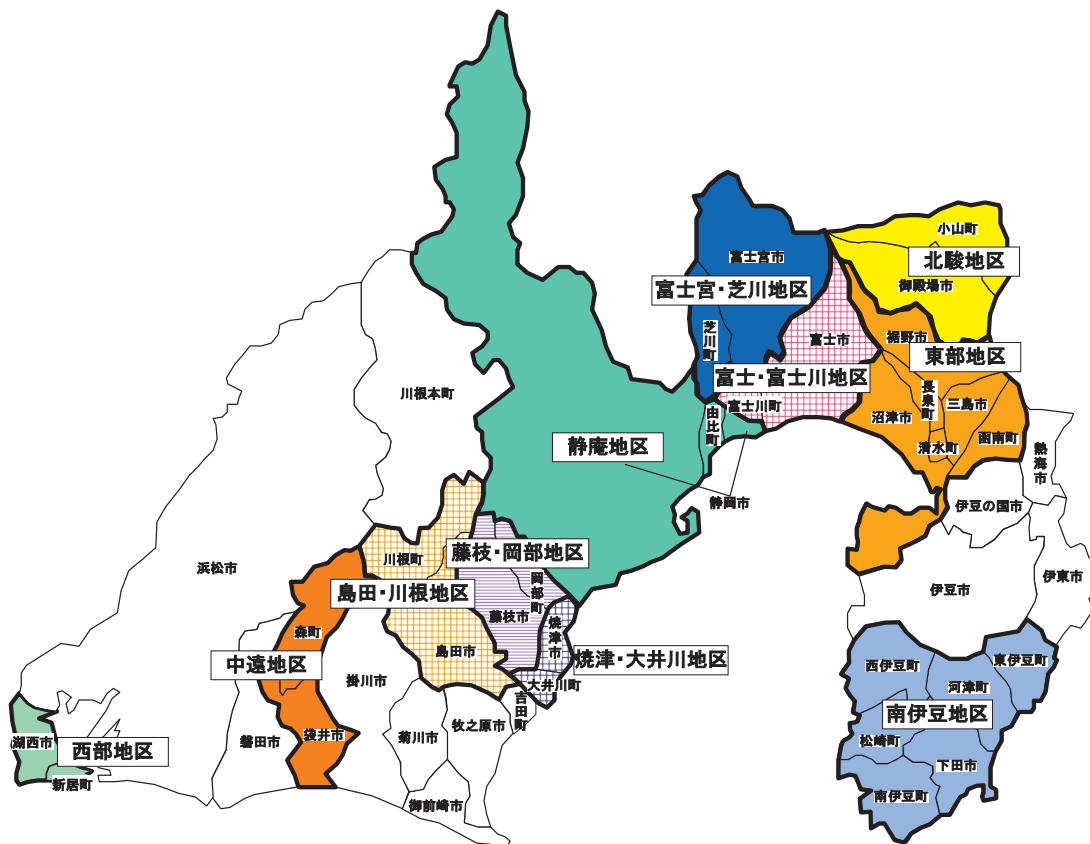 小山町
北駿地区
御殿場市
富士宮市
富士宮・芝川地区
芝川町
富士市
裾野市
東部地区
富士・富士川地区
長泉町
富士川町
三島市
沼津市
由比町
清水町
函南町
熱海市
川根本町
静庵地区
静岡市
伊豆の国市
浜松市
川根町
藤枝・岡部地区
岡部町
島田・川根地区
藤枝市
伊豆市
伊東市
森町
中遠地区
島田市
焼津市
焼津・大井川地区
大井川町
掛川市
吉田町
牧之原市
菊川市
御前崎市
磐田市
袋井市
湖西市
西部地区
新居町
西伊豆町
東伊豆町
河津町
南伊豆地区
松崎町
下田市
南伊豆町